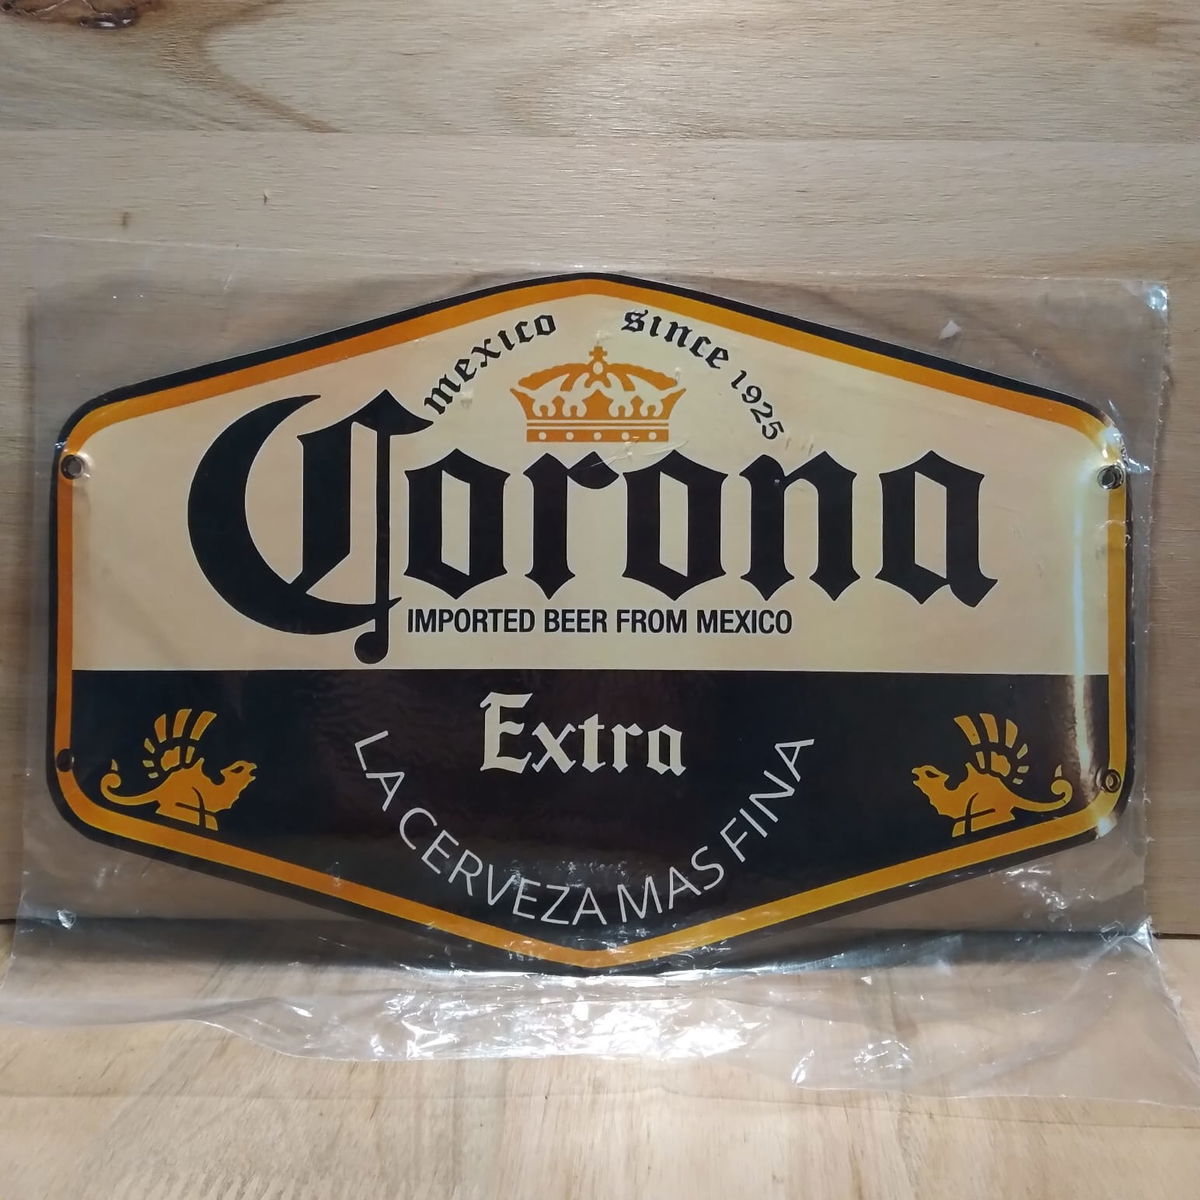 mexico since 1925
Corona
IMPORTED BEER FROM MEXICO
Extra
LA CERVEZA MAS FINA